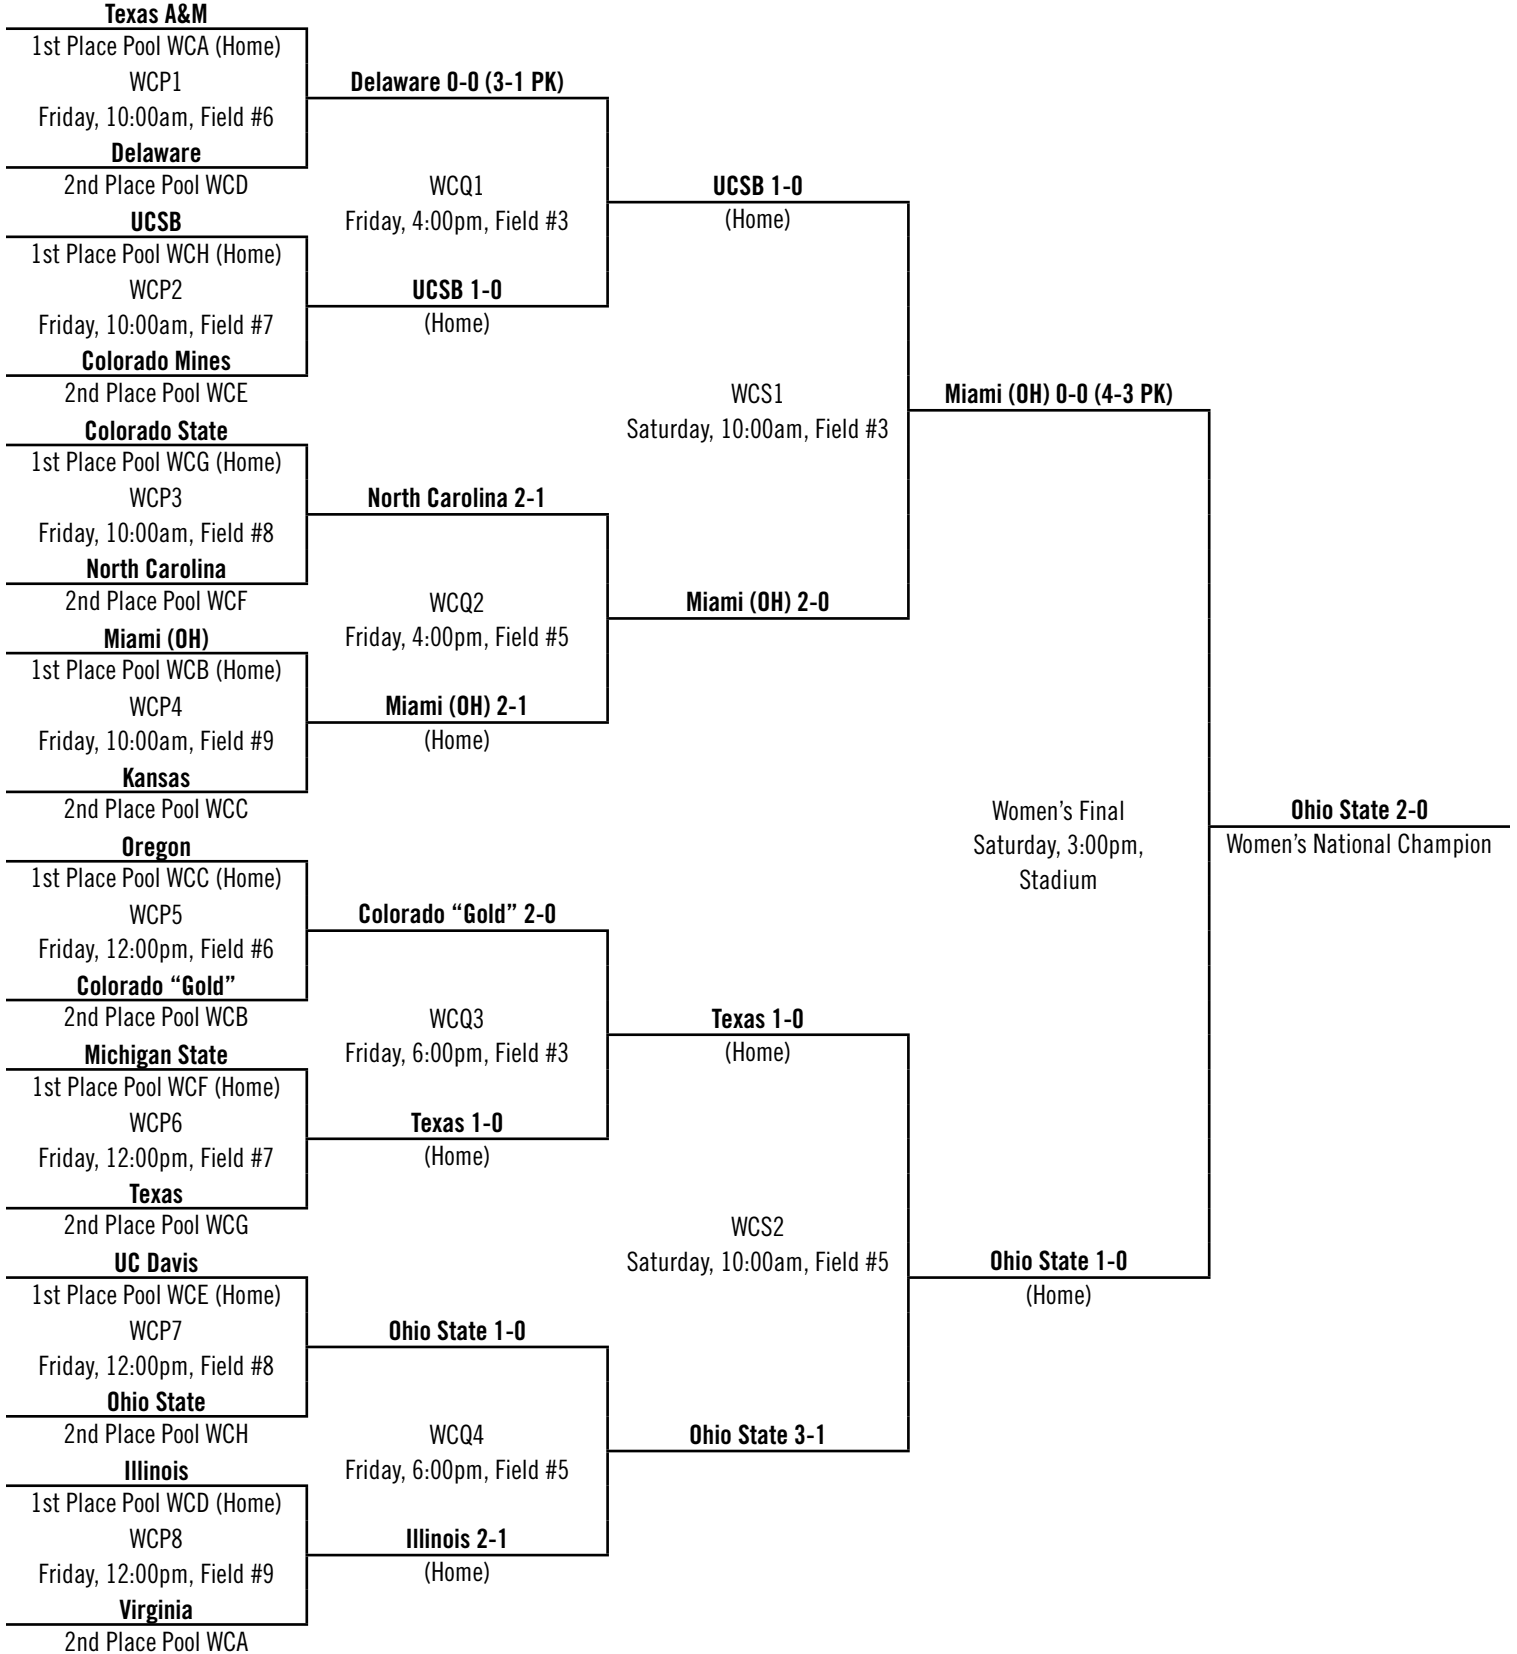 Texas A&M
1st Place Pool WCA (Home)
WCP1
Friday, 10:00am, Field #6
Delaware
2nd Place Pool WCD
UCSB
1st Place Pool WCH (Home)
WCP2
Friday, 10:00am, Field #7
Colorado Mines
2nd Place Pool WCE
Colorado State
1st Place Pool WCG (Home)
WCP3
Friday, 10:00am, Field #8
North Carolina
2nd Place Pool WCF
Miami (OH)
1st Place Pool WCB (Home)
WCP4
Friday, 10:00am, Field #9
Kansas
2nd Place Pool WCC
Oregon
1st Place Pool WCC (Home)
WCP5
Friday, 12:00pm, Field #6
Colorado “Gold”
2nd Place Pool WCB
Michigan State
1st Place Pool WCF (Home)
WCP6
Friday, 12:00pm, Field #7
Texas
2nd Place Pool WCG
UC Davis
1st Place Pool WCE (Home)
WCP7
Friday, 12:00pm, Field #8
Ohio State
2nd Place Pool WCH
Illinois
1st Place Pool WCD (Home)
WCP8
Friday, 12:00pm, Field #9
Virginia
2nd Place Pool WCA
Delaware 0-0 (3-1 PK)
WCQ1
Friday, 4:00pm, Field #3
UCSB 1-0
(Home)
North Carolina 2-1
WCQ2
Friday, 4:00pm, Field #5
Miami (OH) 2-1
(Home)
Colorado “Gold” 2-0
WCQ3
Friday, 6:00pm, Field #3
Texas 1-0
(Home)
Ohio State 1-0
WCQ4
Friday, 6:00pm, Field #5
Illinois 2-1
(Home)
UCSB 1-0
(Home)
WCS1
Saturday, 10:00am, Field #3
Miami (OH) 2-0
Texas 1-0
(Home)
WCS2
Saturday, 10:00am, Field #5
Ohio State 3-1
Miami (OH) 0-0 (4-3 PK)
Women’s Final
Saturday, 3:00pm,
Stadium
Ohio State 1-0
(Home)
Ohio State 2-0
Women’s National Champion